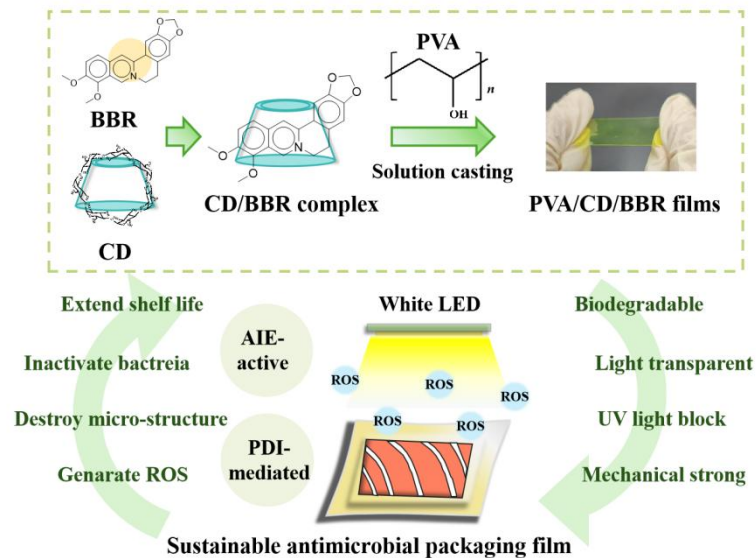 BBR
CD
CD/BBR complex
PVA
n
OH
Solution casting
PVA/CD/BBR films
O
O
N
O
O
O
O
N
O
O
Extend shelf life
Inactivate bactreia
Destroy micro-structure
Genarate ROS
AIE-
active
PDI-
mediated
White LED
ROS
ROS
ROS
ROS
ROS
Biodegradable
Light transparent
UV light block
Mechanical strong
Sustainable antimicrobial packaging film